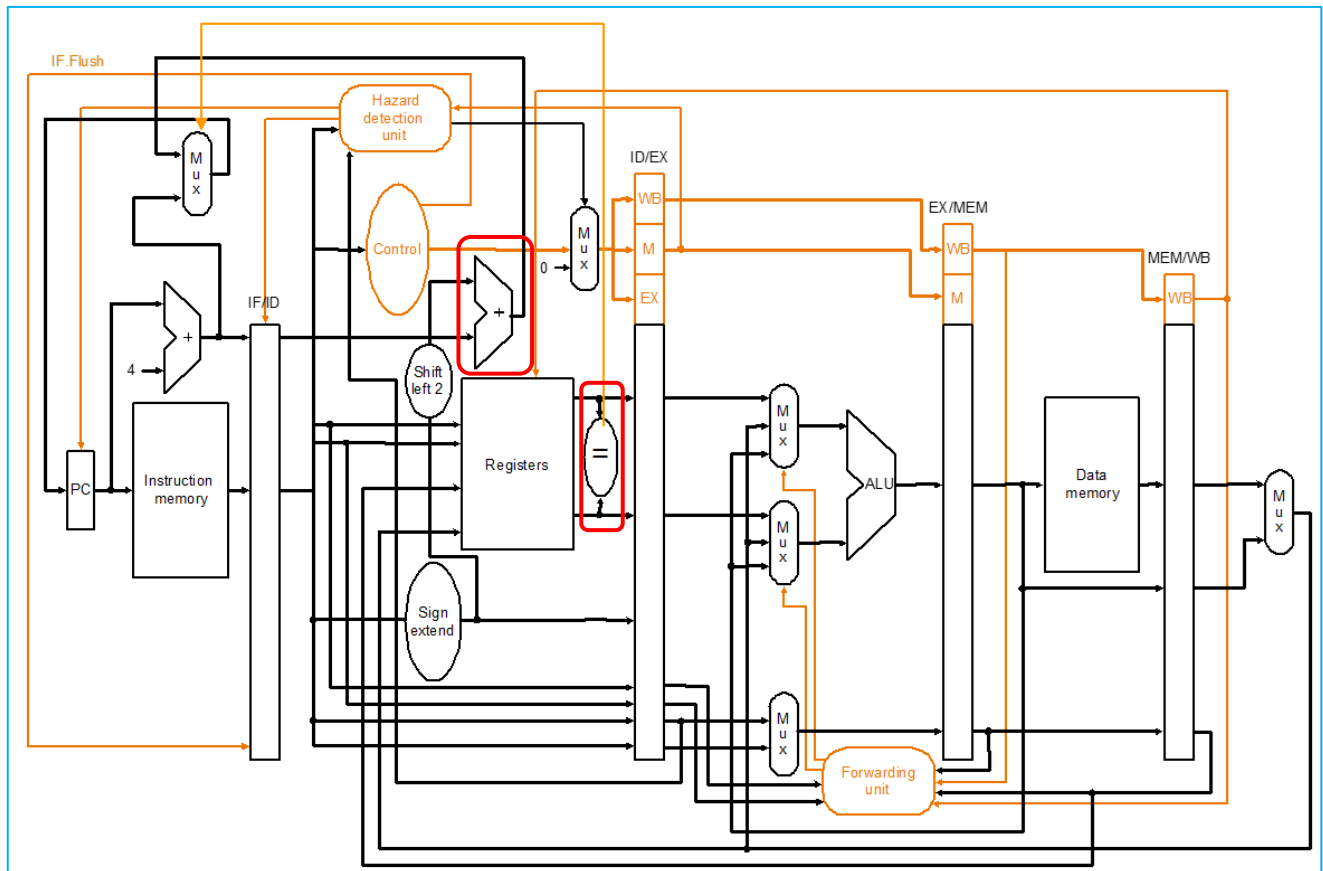 IF.Flush
Hazard
detection
unit
M
u
x
ID/EX
WB
M
EX
Control
M
u
x
0
EX/MEM
WB
M
MEM/WB
WB
IF/ID
+
+
4
Shift
left 2
PC
Instruction
memory
Registers
=
M
u
x
M
u
x
ALU
Data
memory
M
u
x
Sign
extend
M
u
x
Forwarding
unit